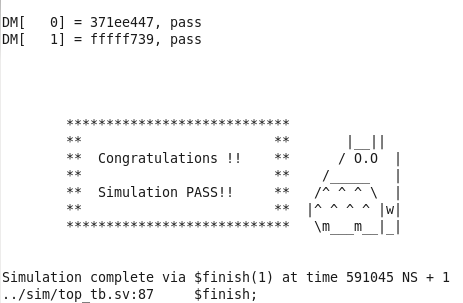 DM[   0] = 371ee447, pass
DM[   1] = fffff739, pass
****************************
**                        **       |__||
**  Congratulations !!    **      / O.O  |
**                        **    /_____   |
**  Simulation PASS!!     **   /^ ^ ^ \  |
**                        **  |^ ^ ^ ^ |w|
****************************   \m___m__|_|
Simulation complete via $finish(1) at time 591045 NS + 1
../sim/top_tb.sv:87     $finish;